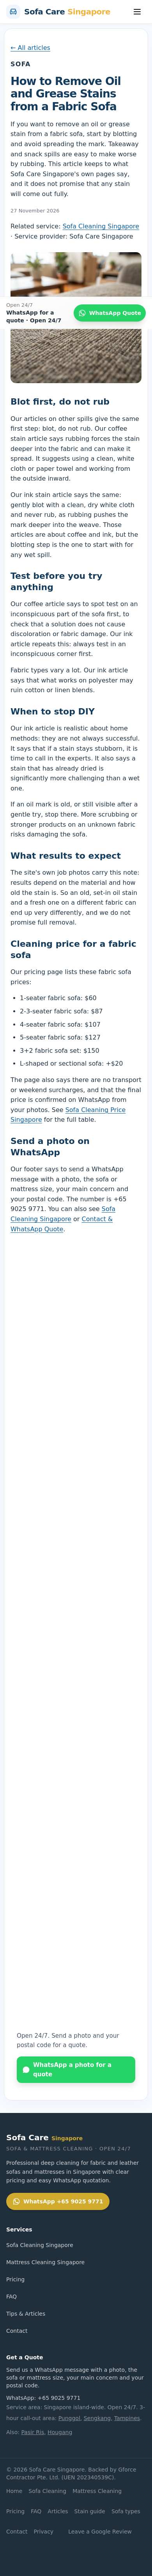 Sofa Care Singapore
← All articles
SOFA
How to Remove Oil
and Grease Stains
from a Fabric Sofa
If you want to remove an oil or grease
stain from a fabric sofa, start by blotting
and avoid spreading the mark. Takeaway
and snack spills are easy to make worse
by rubbing. This article keeps to what
Sofa Care Singapore's own pages say,
and it does not promise that any stain
will come out fully.
27 November 2026
Related service: Sofa Cleaning Singapore
· Service provider: Sofa Care Singapore
Open 24/7
WhatsApp for a
quote · Open 24/7
WhatsApp Quote
Blot first, do not rub
Our articles on other spills give the same
first step: blot, do not rub. Our coffee
stain article says rubbing pushes the stain
deeper into the fabric and can make it
spread. It suggests using a clean, white
cloth or paper towel and working from
the outside inward.
Our ink stain article says the same:
gently blot with a clean, dry white cloth
and never rub, as rubbing pushes the
mark deeper into the weave. Those
articles are about coffee and ink, but the
blotting step is the one to start with for
any wet spill.
Test before you try
anything
Our coffee article says to spot test on an
inconspicuous part of the sofa first, to
check that a solution does not cause
discolouration or fabric damage. Our ink
article repeats this: always test in an
inconspicuous corner first.
Fabric types vary a lot. Our ink article
says that what works on polyester may
ruin cotton or linen blends.
When to stop DIY
Our ink article is realistic about home
methods: they are not always successful.
It says that if a stain stays stubborn, it is
time to call in the experts. It also says a
stain that has already dried is
significantly more challenging than a wet
one.
If an oil mark is old, or still visible after a
gentle try, stop there. More scrubbing or
stronger products on an unknown fabric
risks damaging the sofa.
What results to expect
The site's own job photos carry this note:
results depend on the material and how
old the stain is. So an old, set-in oil stain
and a fresh one on a different fabric can
end up very differently, and we do not
promise full removal.
Cleaning price for a fabric
sofa
Our pricing page lists these fabric sofa
prices:
• 1-seater fabric sofa: $60
• 2–3-seater fabric sofa: $87
• 4-seater fabric sofa: $107
• 5-seater fabric sofa: $127
• 3+2 fabric sofa set: $150
• L-shaped or sectional sofa: +$20
The page also says there are no transport
or weekend surcharges, and that the final
price is confirmed on WhatsApp from
your photos. See Sofa Cleaning Price
Singapore for the full table.
Send a photo on
WhatsApp
Our footer says to send a WhatsApp
message with a photo, the sofa or
mattress size, your main concern and
your postal code. The number is +65
9025 9771. You can also see Sofa
Cleaning Singapore or Contact &
WhatsApp Quote.
Open 24/7. Send a photo and your
postal code for a quote.
WhatsApp a photo for a
quote
Sofa Care Singapore
SOFA & MATTRESS CLEANING · OPEN 24/7
Professional deep cleaning for fabric and leather
sofas and mattresses in Singapore with clear
pricing and easy WhatsApp quotation.
WhatsApp +65 9025 9771
Services
Sofa Cleaning Singapore
Mattress Cleaning Singapore
Pricing
FAQ
Tips & Articles
Contact
Get a Quote
Send us a WhatsApp message with a photo, the
sofa or mattress size, your main concern and your
postal code.
WhatsApp: +65 9025 9771
Service area: Singapore island-wide. Open 24/7. 3-
hour call-out area: Punggol, Sengkang, Tampines.
Also: Pasir Ris, Hougang
© 2026 Sofa Care Singapore. Backed by Gforce
Contractor Pte. Ltd. (UEN 202340539C).
Home Sofa Cleaning Mattress Cleaning
Pricing FAQ Articles Stain guide Sofa types
Contact Privacy Leave a Google Review